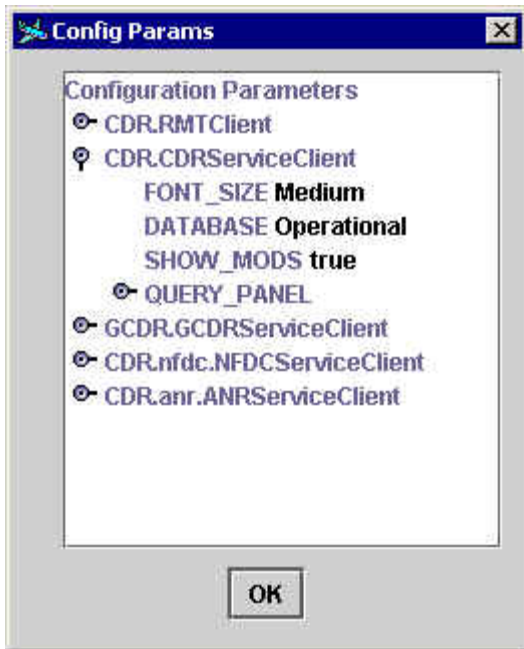 Config Params
Configuration Parameters
CDR.RMTClient
CDR.CDRServiceClient
FONT_SIZE Medium
DATABASE Operational
SHOW_MODS true
QUERY_PANEL
GCDR.GCDRServiceClient
CDR.nfdc.NFDCServiceClient
CDR.anr.ANRServiceClient
OK